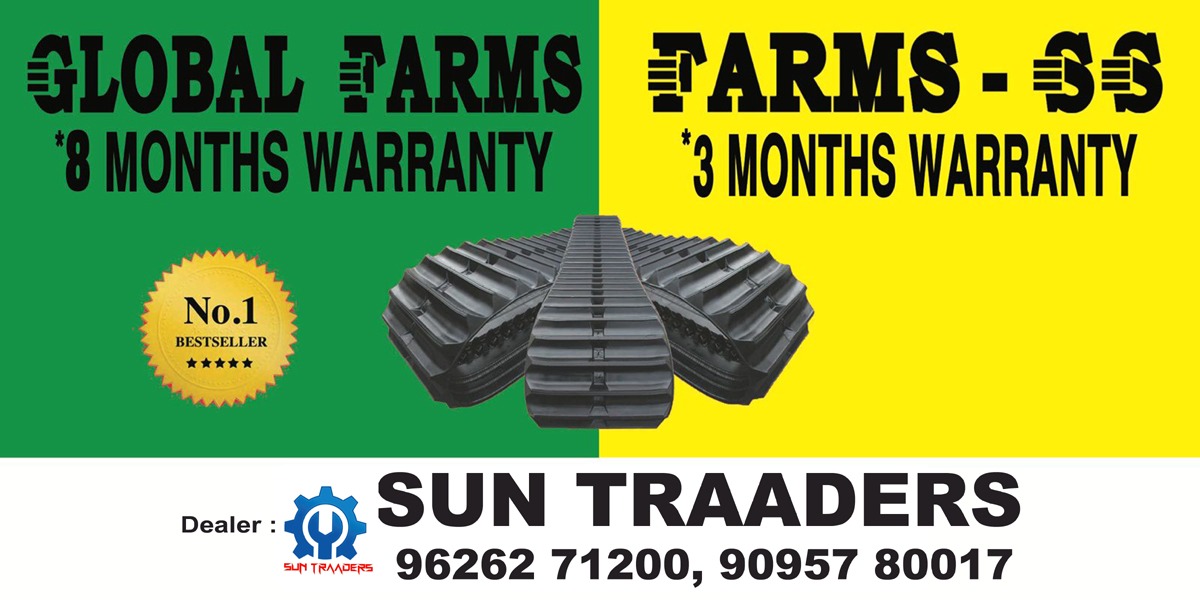 GLOBAL FARMS
*8 MONTHS WARRANTY
FARMS - SS
*3 MONTHS WARRANTY
No.1
BESTSELLER
Dealer :
SUN TRAADERS
SUN TRAADERS
96262 71200, 90957 80017